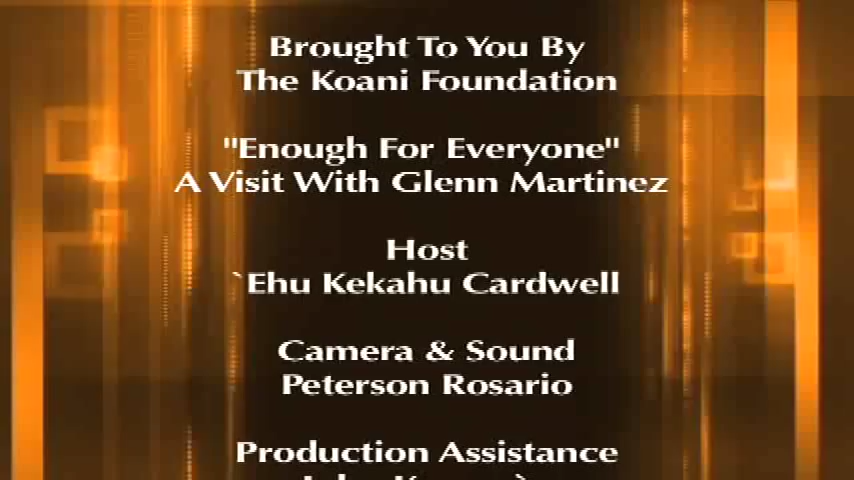 Brought To You By
The Koani Foundation
"Enough For Everyone"
A Visit With Glenn Martinez
Host
`Ehu Kekahu Cardwell
Camera & Sound
Peterson Rosario
Production Assistance